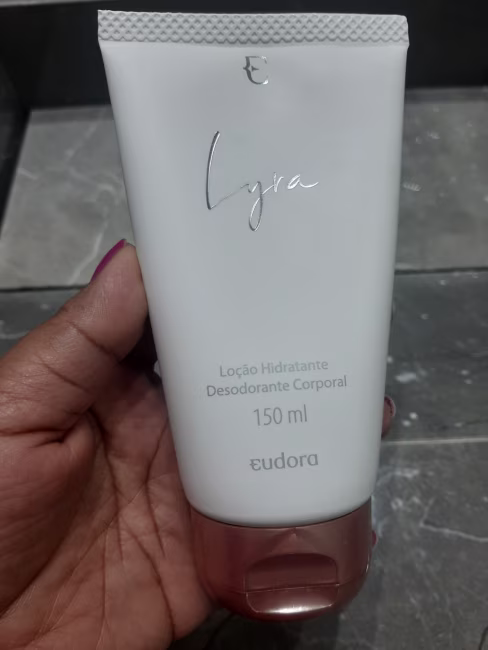 E
Lyra
Loção Hidratante
Desodorante Corporal
150 ml
eudora